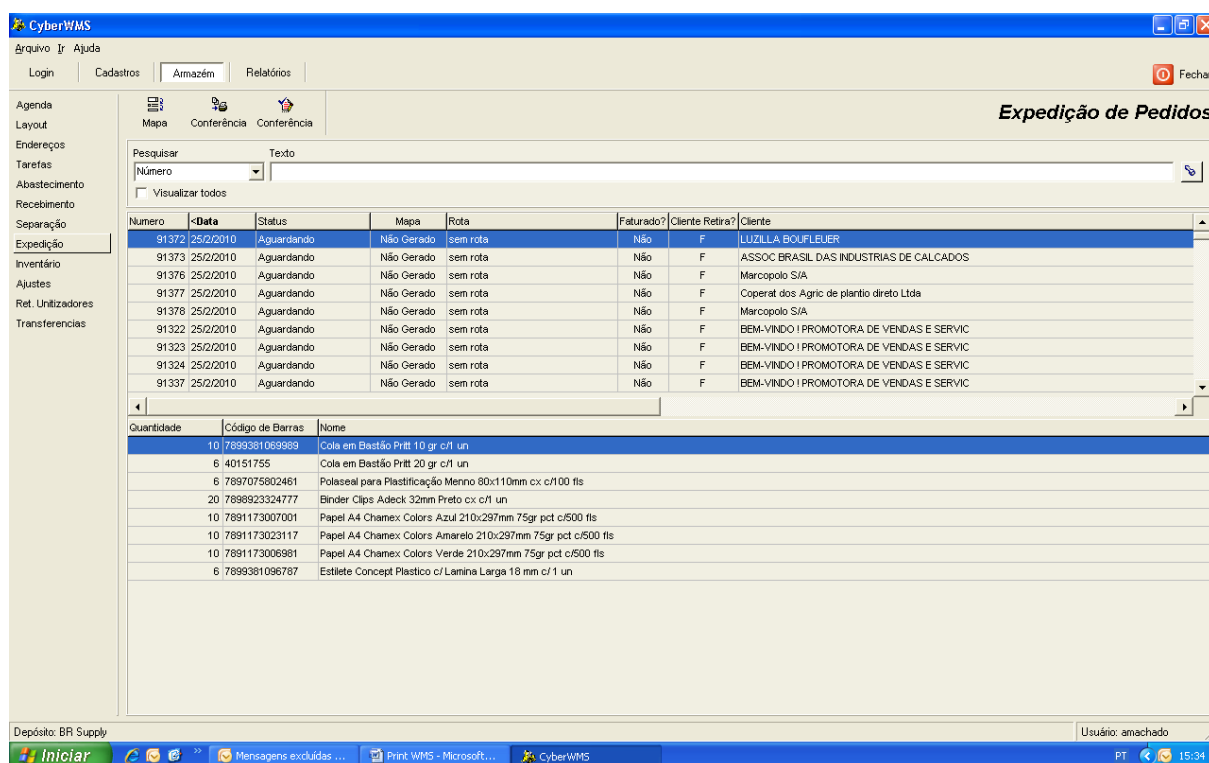 CyberWMS
Arquivo Ir Ajuda
Login Cadastros Armazém Relatórios Fechar
Agenda
Layout
Endereços
Tarefas
Abastecimento
Recebimento
Separação
Expedição
Inventário
Ajustes
Ret. Unitizadores
Transferencias
Mapa Conferência Conferência
Expedição de Pedidos
Pesquisar Texto
Número
Visualizar todos
Numero <Data Status Mapa Rota Faturado? Cliente Retira? Cliente
91372 25/2/2010 Aguardando Não Gerado sem rota Não F LUZILLA BOUFLEUER
91373 25/2/2010 Aguardando Não Gerado sem rota Não F ASSOC BRASIL DAS INDUSTRIAS DE CALCADOS
91376 25/2/2010 Aguardando Não Gerado sem rota Não F Marcopolo S/A
91377 25/2/2010 Aguardando Não Gerado sem rota Não F Coperat dos Agric de plantio direto Ltda
91378 25/2/2010 Aguardando Não Gerado sem rota Não F Marcopolo S/A
91322 25/2/2010 Aguardando Não Gerado sem rota Não F BEM-VINDO ! PROMOTORA DE VENDAS E SERVIC
91323 25/2/2010 Aguardando Não Gerado sem rota Não F BEM-VINDO ! PROMOTORA DE VENDAS E SERVIC
91324 25/2/2010 Aguardando Não Gerado sem rota Não F BEM-VINDO ! PROMOTORA DE VENDAS E SERVIC
91337 25/2/2010 Aguardando Não Gerado sem rota Não F BEM-VINDO ! PROMOTORA DE VENDAS E SERVIC
Quantidade Código de Barras Nome
10 7899381069989 Cola em Bastão Pritt 10 gr c/1 un
6 40151755 Cola em Bastão Pritt 20 gr c/1 un
6 7897075802461 Polaseal para Plastificação Menno 80x110mm cx c/100 fls
20 7898923324777 Binder Clips Adeck 32mm Preto cx c/1 un
10 7891173007001 Papel A4 Chamex Colors Azul 210x297mm 75gr pct c/500 fls
10 7891173023117 Papel A4 Chamex Colors Amarelo 210x297mm 75gr pct c/500 fls
10 7891173006981 Papel A4 Chamex Colors Verde 210x297mm 75gr pct c/500 fls
6 7899381096787 Estilete Concept Plastico c/ Lamina Larga 18 mm c/ 1 un
Depósito: BR Supply Usuário: amachado
Iniciar Mensagens excluídas ... Print WMS - Microsoft... CyberWMS PT 15:34